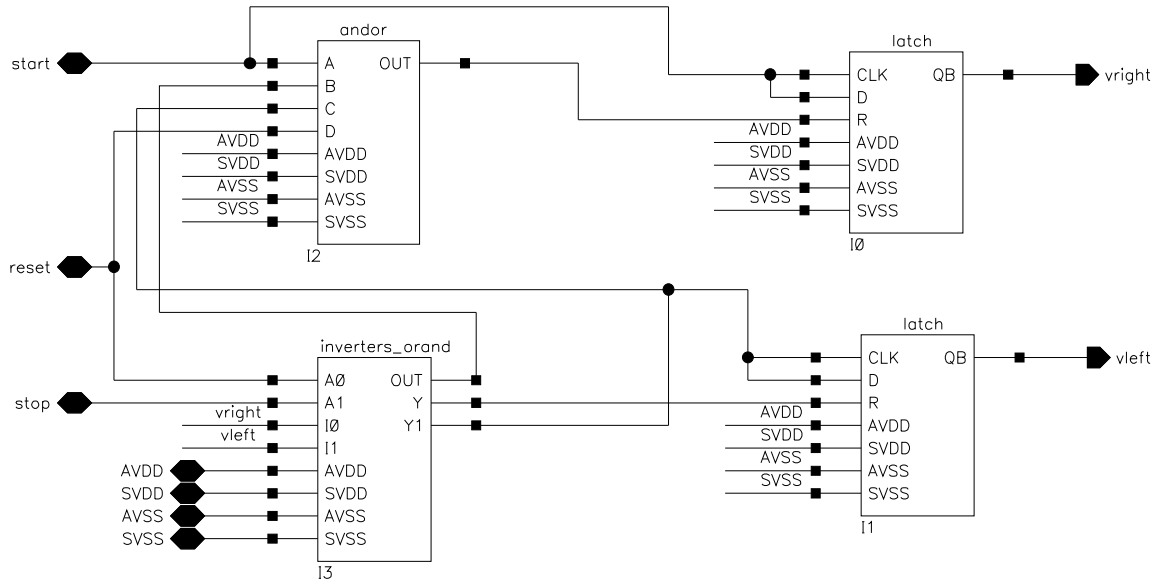 andor
latch
start
A
OUT
CLK
QB
vright
B
D
C
R
D
AVDD
AVDD
AVDD
AVDD
SVDD
SVDD
SVDD
SVDD
AVSS
AVSS
AVSS
AVSS
SVSS
SVSS
SVSS
SVSS
I2
I0
reset
latch
inverters_orand
CLK
QB
vleft
A0
OUT
D
stop
A1
Y
R
vright
I0
Y1
AVDD
AVDD
vleft
I1
SVDD
SVDD
AVDD
AVDD
AVSS
AVSS
SVDD
SVDD
SVSS
SVSS
AVSS
AVSS
I1
SVSS
SVSS
I3